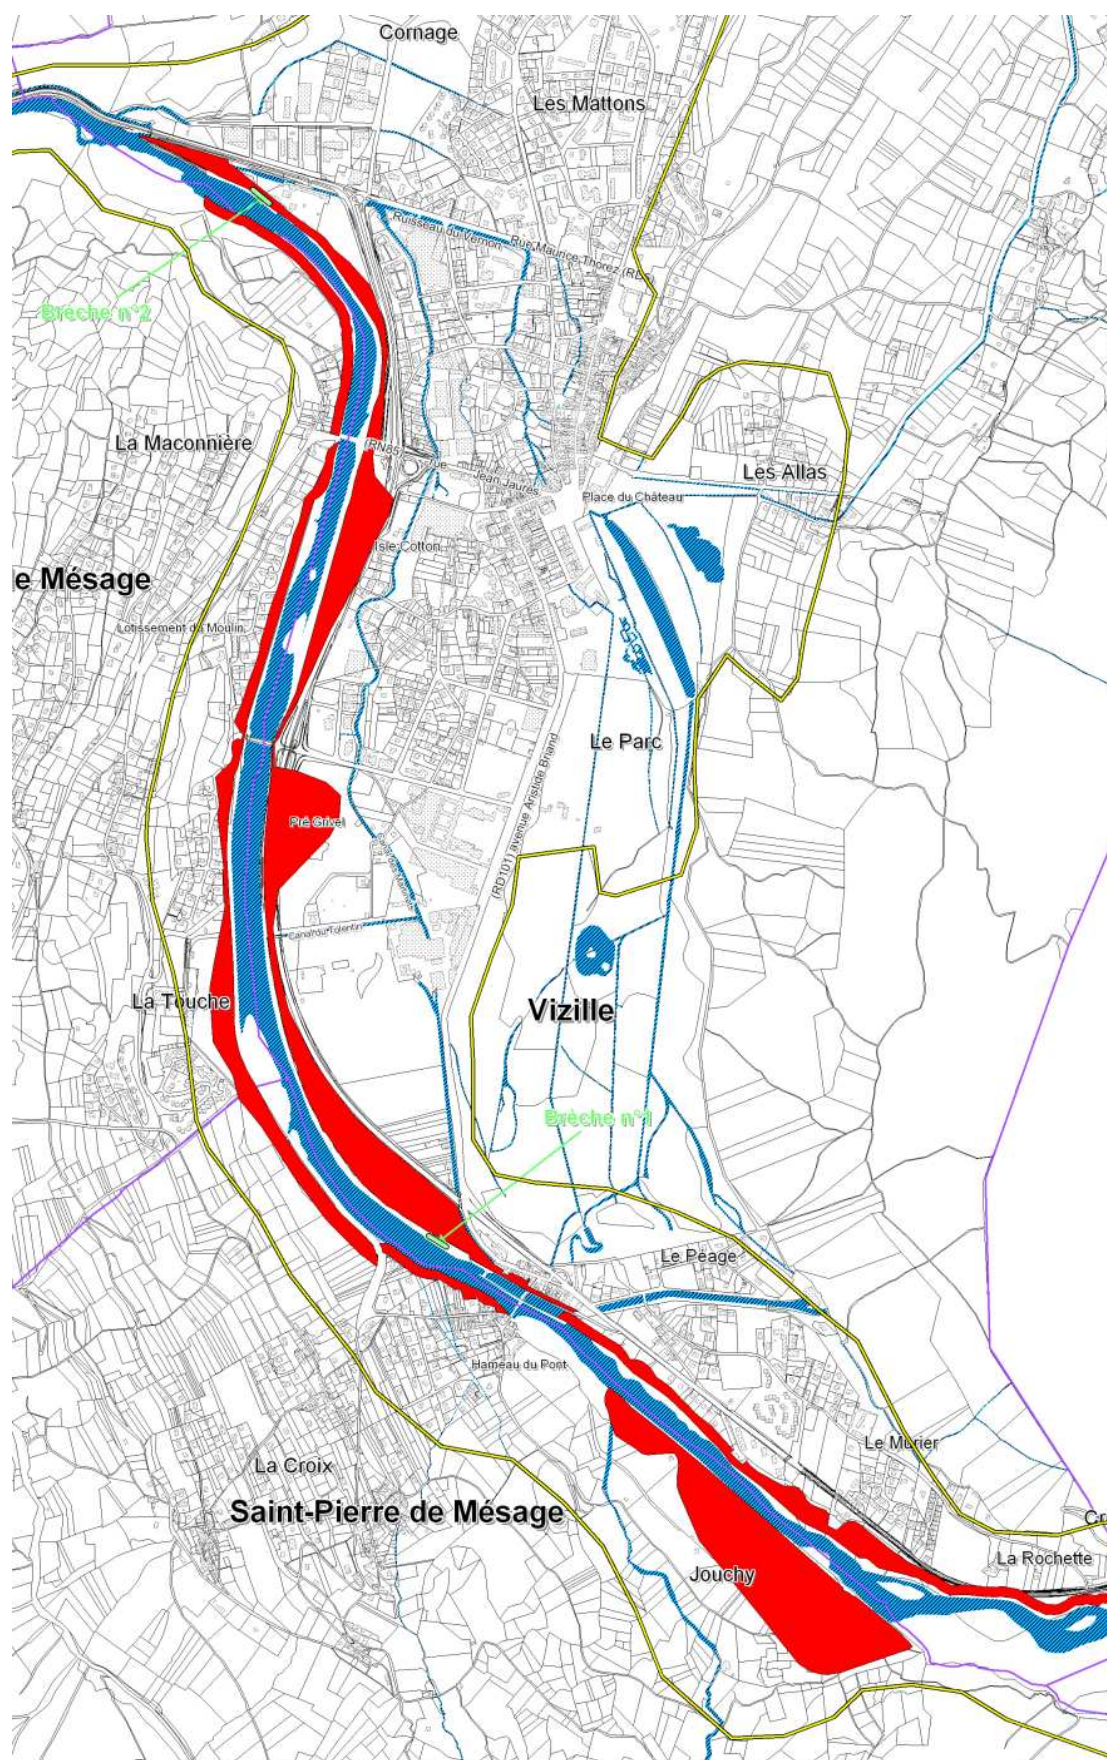 Cornage
Les Mattons
Ruisseau du Vernon
Rue Maurice Thorez (RD5)
Brèche n°2
La Maconnière
(RN85)
rue
Jean Jaurès
Les Allas
Place du Château
Isle Cotton
e Mésage
Lotissement du Moulin
Le Parc
(RD101) avenue Aristide Briand
Pré Grivel
Canal du Tolentin
La Touche
Vizille
Brèche n°1
Le Péage
Hameau du Pont
Le Mûrier
La Croix
Saint-Pierre de Mésage
Cr
La Rochette
Jouchy